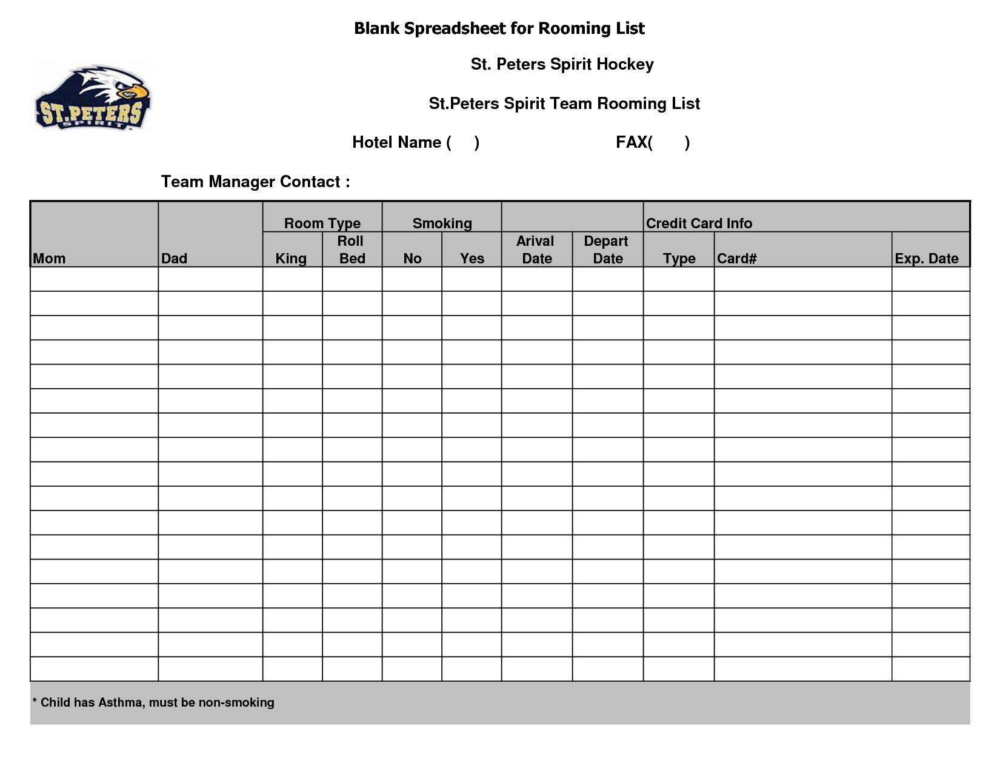 Blank Spreadsheet for Rooming List
St. Peters Spirit Hockey
ST.PETERS
SPIRIT
St.Peters Spirit Team Rooming List
Hotel Name (     )     FAX(       )
Team Manager Contact :
Room Type Smoking Credit Card Info
Mom Dad King Roll Bed No Yes Arival Date Depart Date Type Card# Exp. Date
* Child has Asthma, must be non-smoking